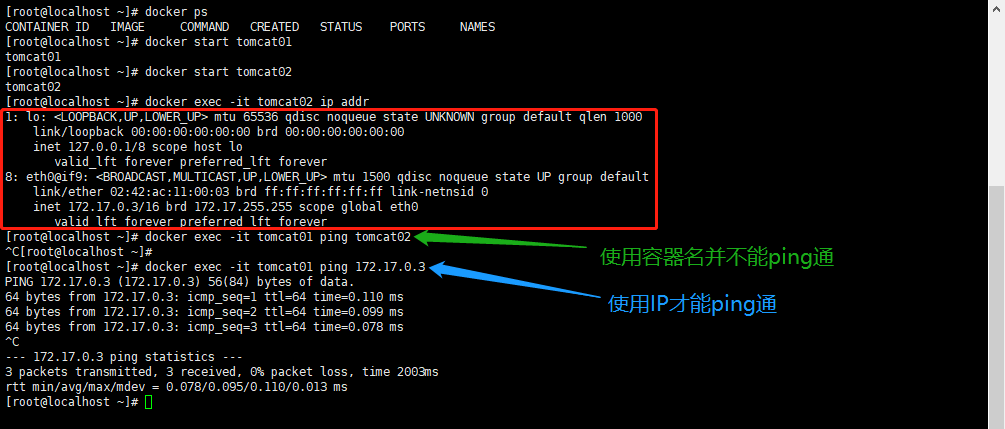 [root@localhost ~]# docker ps
CONTAINER ID   IMAGE     COMMAND   CREATED   STATUS    PORTS     NAMES
[root@localhost ~]# docker start tomcat01
tomcat01
[root@localhost ~]# docker start tomcat02
tomcat02
[root@localhost ~]# docker exec -it tomcat02 ip addr
1: lo: <LOOPBACK,UP,LOWER_UP> mtu 65536 qdisc noqueue state UNKNOWN group default qlen 1000
    link/loopback 00:00:00:00:00:00 brd 00:00:00:00:00:00
    inet 127.0.0.1/8 scope host lo
       valid_lft forever preferred_lft forever
8: eth0@if9: <BROADCAST,MULTICAST,UP,LOWER_UP> mtu 1500 qdisc noqueue state UP group default
    link/ether 02:42:ac:11:00:03 brd ff:ff:ff:ff:ff:ff link-netnsid 0
    inet 172.17.0.3/16 brd 172.17.255.255 scope global eth0
       valid_lft forever preferred_lft forever
[root@localhost ~]# docker exec -it tomcat01 ping tomcat02
^C[root@localhost ~]#
使用容器名并不能ping通
[root@localhost ~]# docker exec -it tomcat01 ping 172.17.0.3
PING 172.17.0.3 (172.17.0.3) 56(84) bytes of data.
64 bytes from 172.17.0.3: icmp_seq=1 ttl=64 time=0.110 ms
使用IP才能ping通
64 bytes from 172.17.0.3: icmp_seq=2 ttl=64 time=0.099 ms
64 bytes from 172.17.0.3: icmp_seq=3 ttl=64 time=0.078 ms
^C
--- 172.17.0.3 ping statistics ---
3 packets transmitted, 3 received, 0% packet loss, time 2003ms
rtt min/avg/max/mdev = 0.078/0.095/0.110/0.013 ms
[root@localhost ~]#